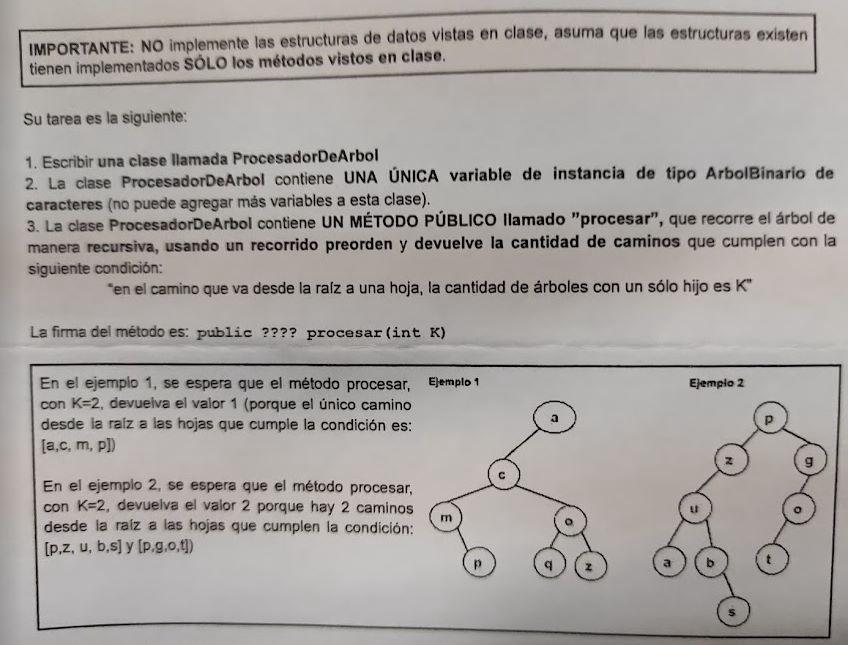 IMPORTANTE: NO implemente las estructuras de datos vistas en clase, asuma que las estructuras existen
tienen implementados SÓLO los métodos vistos en clase.
Su tarea es la siguiente:
1. Escribir una clase llamada ProcesadorDeArbol
2. La clase ProcesadorDeArbol contiene UNA ÚNICA variable de instancia de tipo ArbolBinario de
caracteres (no puede agregar más variables a esta clase).
3. La clase ProcesadorDeArbol contiene UN MÉTODO PÚBLICO llamado "procesar", que recorre el árbol de
manera recursiva, usando un recorrido preorden y devuelve la cantidad de caminos que cumplen con la
siguiente condición:
"en el camino que va desde la raíz a una hoja, la cantidad de árboles con un sólo hijo es K"
La firma del método es: public ???? procesar(int K)
En el ejemplo 1, se espera que el método procesar,
con K=2, devuelva el valor 1 (porque el único camino
desde la raíz a las hojas que cumple la condición es:
[a,c, m, p])
En el ejemplo 2, se espera que el método procesar,
con K=2, devuelva el valor 2 porque hay 2 caminos
desde la raíz a las hojas que cumplen la condición:
[p,z, u, b,s] y [p,g,o,t])
Ejemplo 1
a
c
m
o
p
q
z
Ejemplo 2
p
z
g
u
o
a
b
t
s